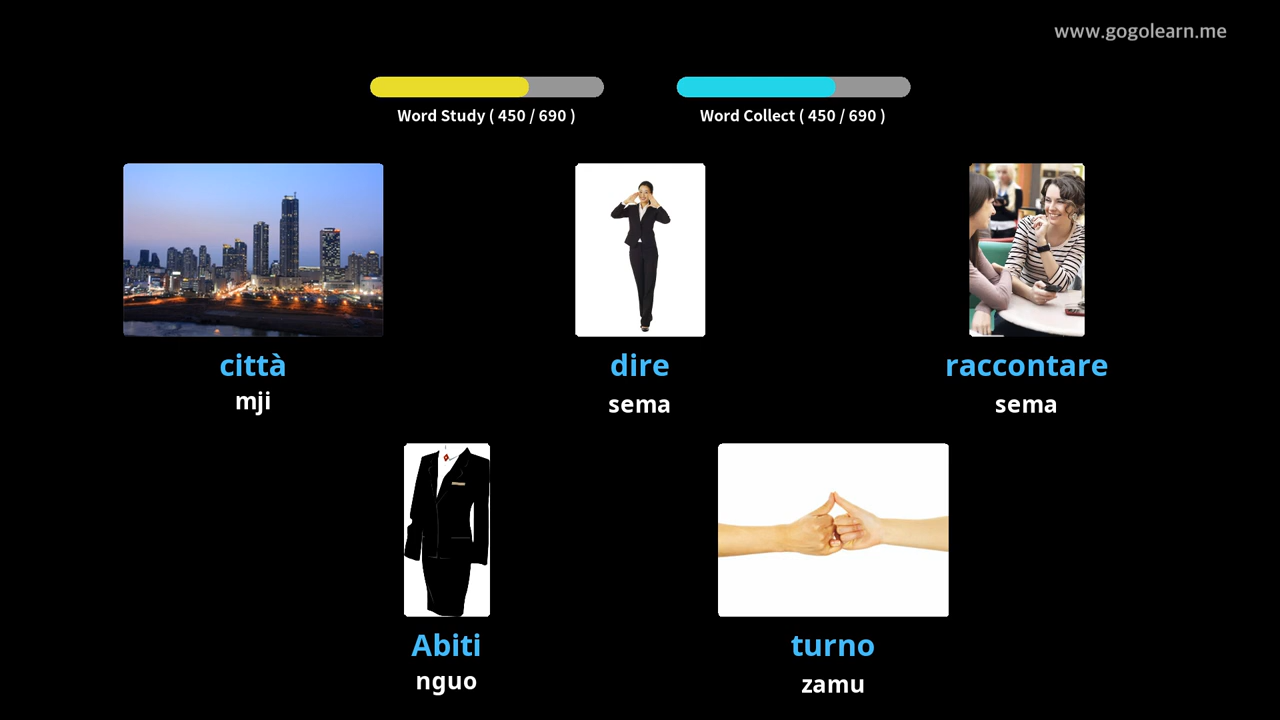 www.gogolearn.me
Word Study ( 450 / 690 )
Word Collect ( 450 / 690 )
città
mji
dire
sema
raccontare
sema
Abiti
nguo
turno
zamu